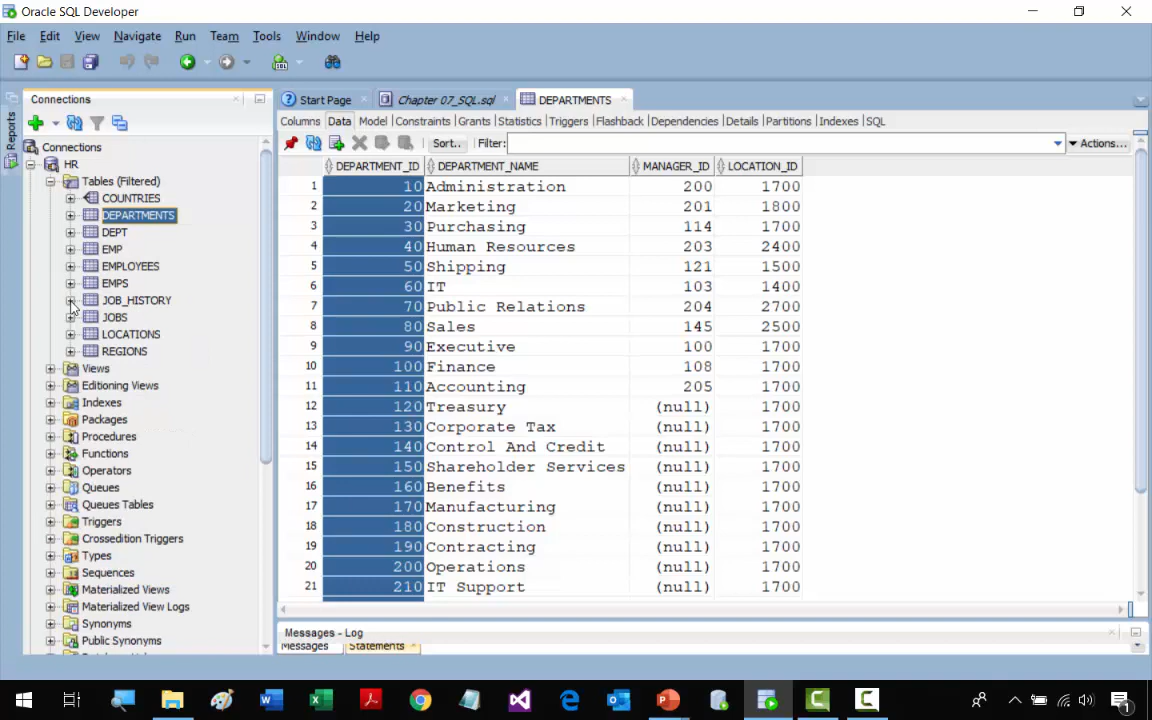 Oracle SQL Developer
File Edit View Navigate Run Team Tools Window Help
Connections
Start Page Chapter 07_SQL.sql DEPARTMENTS
Columns Data Model Constraints Grants Statistics Triggers Flashback Dependencies Details Partitions Indexes SQL
Sort.. Filter: Actions...
Reports
Connections
HR
Tables (Filtered)
COUNTRIES
DEPARTMENTS
DEPT
EMP
EMPLOYEES
EMPS
JOB_HISTORY
JOBS
LOCATIONS
REGIONS
Views
Editioning Views
Indexes
Packages
Procedures
Functions
Operators
Queues
Queues Tables
Triggers
Crossedition Triggers
Types
Sequences
Materialized Views
Materialized View Logs
Synonyms
Public Synonyms
DEPARTMENT_ID DEPARTMENT_NAME MANAGER_ID LOCATION_ID
1 10 Administration 200 1700
2 20 Marketing 201 1800
3 30 Purchasing 114 1700
4 40 Human Resources 203 2400
5 50 Shipping 121 1500
6 60 IT 103 1400
7 70 Public Relations 204 2700
8 80 Sales 145 2500
9 90 Executive 100 1700
10 100 Finance 108 1700
11 110 Accounting 205 1700
12 120 Treasury (null) 1700
13 130 Corporate Tax (null) 1700
14 140 Control And Credit (null) 1700
15 150 Shareholder Services (null) 1700
16 160 Benefits (null) 1700
17 170 Manufacturing (null) 1700
18 180 Construction (null) 1700
19 190 Contracting (null) 1700
20 200 Operations (null) 1700
21 210 IT Support (null) 1700
Messages - Log
Messages Statements
1